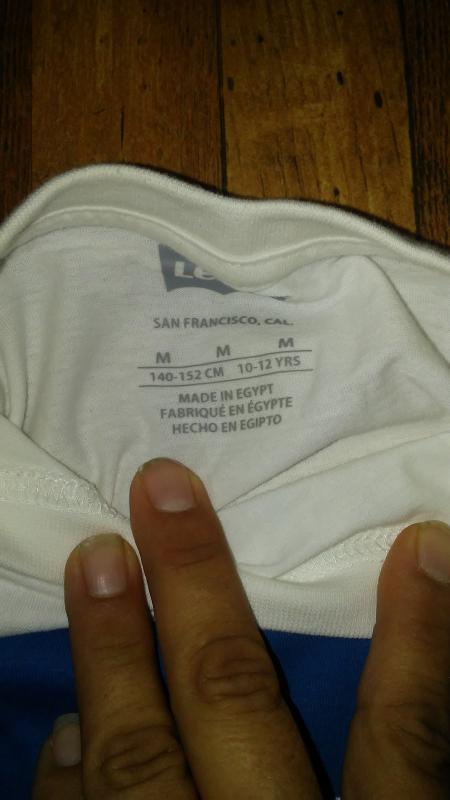 SAN FRANCISCO, CAL.
M M M
140-152 CM 10-12 YRS
MADE IN EGYPT
FABRIQUÉ EN ÉGYPTE
HECHO EN EGIPTO